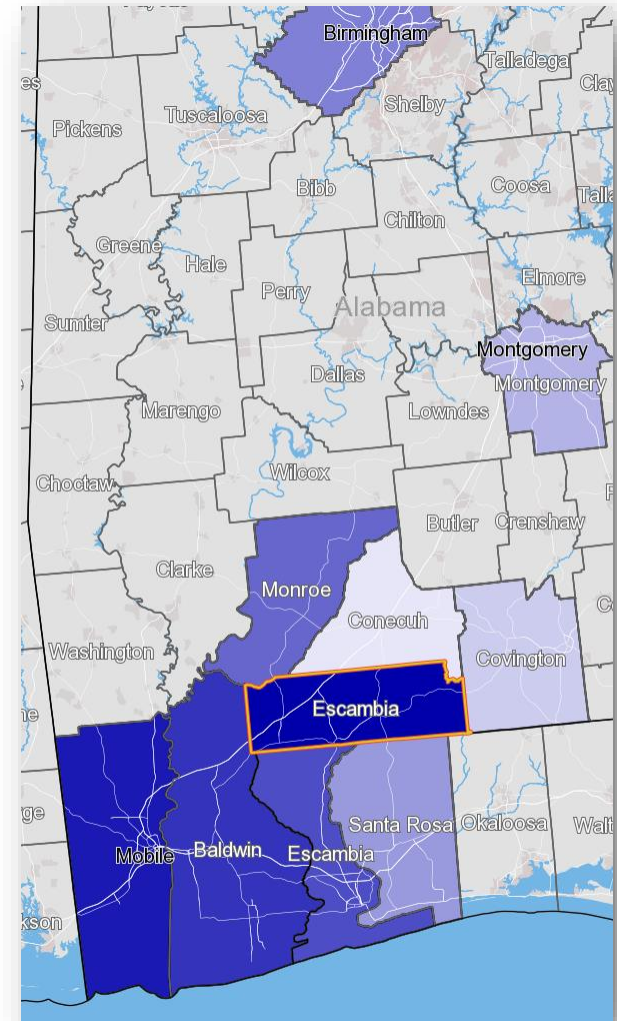 Birmingham
Talladega
Shelby
Tuscaloosa
Pickens
Bibb
Coosa
Chilton
Greene
Hale
Elmore
Perry
Alabama
Sumter
Montgomery
Dallas
Montgomery
Marengo
Lowndes
Wilcox
Choctaw
Butler
Crenshaw
Clarke
Monroe
Conecuh
Washington
Covington
Escambia
Santa Rosa
Okaloosa
Mobile
Baldwin
Escambia